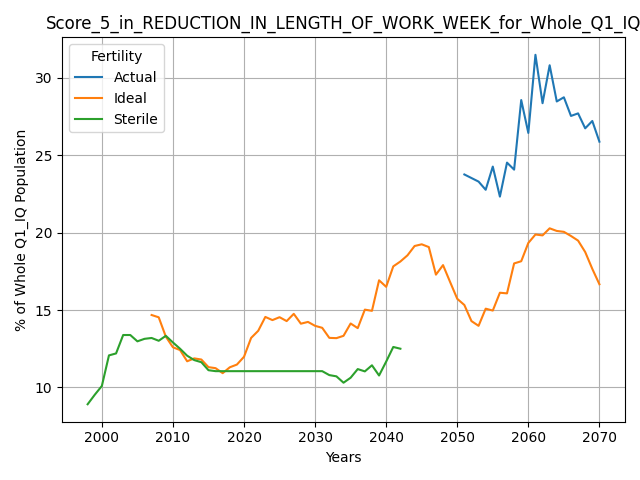 Score_5_in_REDUCTION_IN_LENGTH_OF_WORK_WEEK_for_Whole_Q1_IQ
Fertility
Actual
Ideal
Sterile
% of Whole Q1_IQ Population
30
25
20
15
10
2000 2010 2020 2030 2040 2050 2060 2070
Years